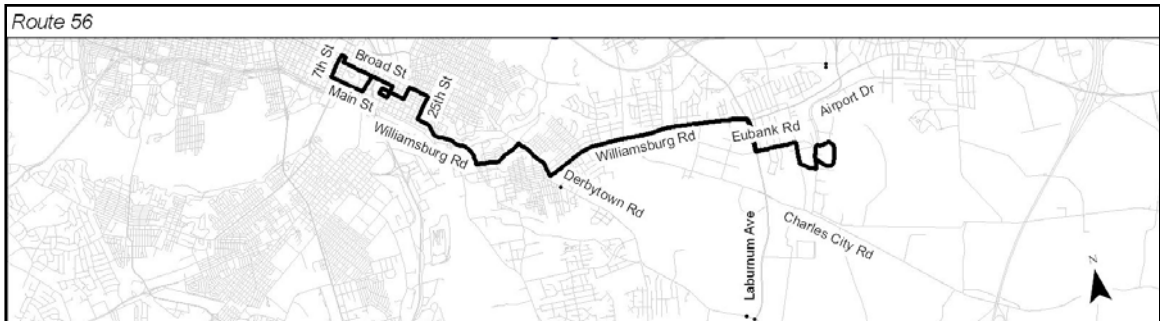 Route 56
7th St
Broad St
Main St
25th St
Williamsburg Rd
Williamsburg Rd
Derbytown Rd
Eubank Rd
Airport Dr
Laburnum Ave
Charles City Rd
N